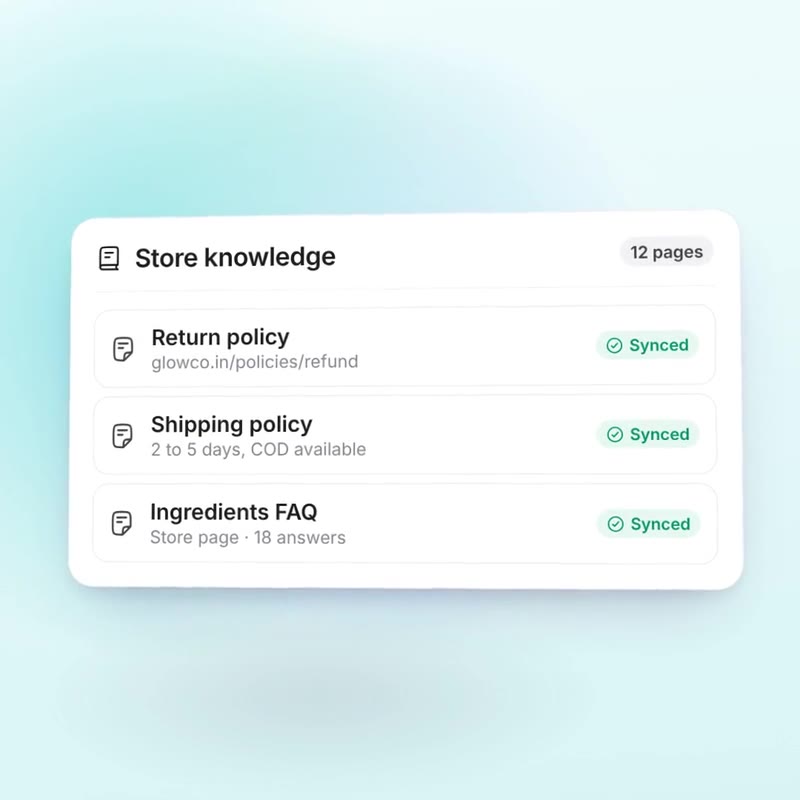 Store knowledge
12 pages
Return policy
glowco.in/policies/refund
Synced
Shipping policy
2 to 5 days, COD available
Synced
Ingredients FAQ
Store page · 18 answers
Synced